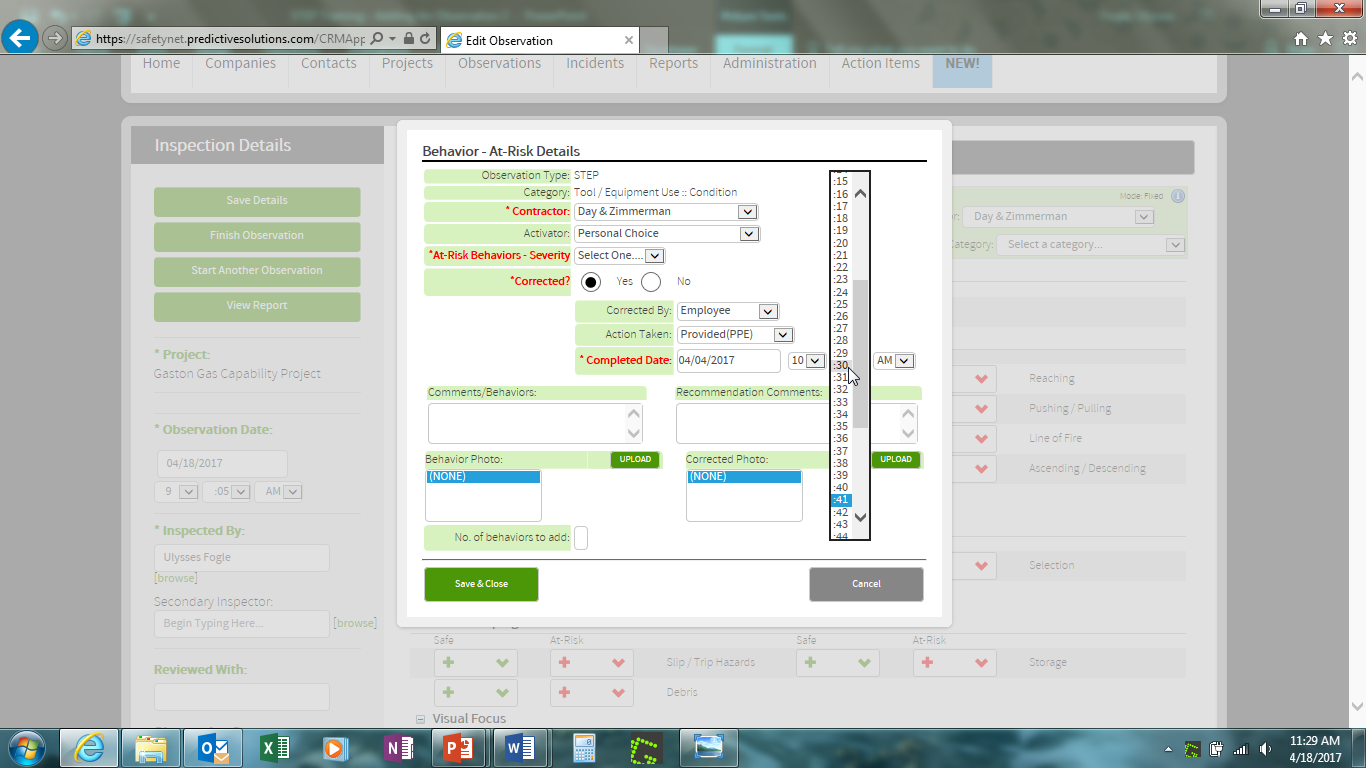 https://safetynet.predictivesolutions.com/CRMApp
Edit Observation
Home Companies Contacts Projects Observations Incidents Reports Administration Action Items NEW!
Inspection Details
Save Details
Finish Observation
Start Another Observation
View Report
* Project:
Gaston Gas Capability Project
* Observation Date:
04/18/2017
9 :05 AM
* Inspected By:
Ulysses Fogle
[browse]
Secondary Inspector:
Begin Typing Here... [browse]
Reviewed With:
Behavior - At-Risk Details
Observation Type: STEP
Category: Tool / Equipment Use :: Condition
* Contractor: Day & Zimmerman
Activator: Personal Choice
*At-Risk Behaviors - Severity Select One....
*Corrected? Yes No
Corrected By: Employee
Action Taken: Provided(PPE)
* Completed Date: 04/04/2017 10 AM
:15
:16
:17
:18
:19
:20
:21
:22
:23
:24
:25
:26
:27
:28
:29
:30
:31
:32
:33
:34
:35
:36
:37
:38
:39
:40
:41
:42
:43
:44
Comments/Behaviors: Recommendation Comments:
Behavior Photo: UPLOAD Corrected Photo: UPLOAD
(NONE) (NONE)
No. of behaviors to add:
Save & Close Cancel
Mode: Fixed
Day & Zimmerman
Category: Select a category...
Reaching
Pushing / Pulling
Line of Fire
Ascending / Descending
Selection
Safe At-Risk Safe At-Risk
Slip / Trip Hazards Storage
Debris
Visual Focus
11:29 AM
4/18/2017